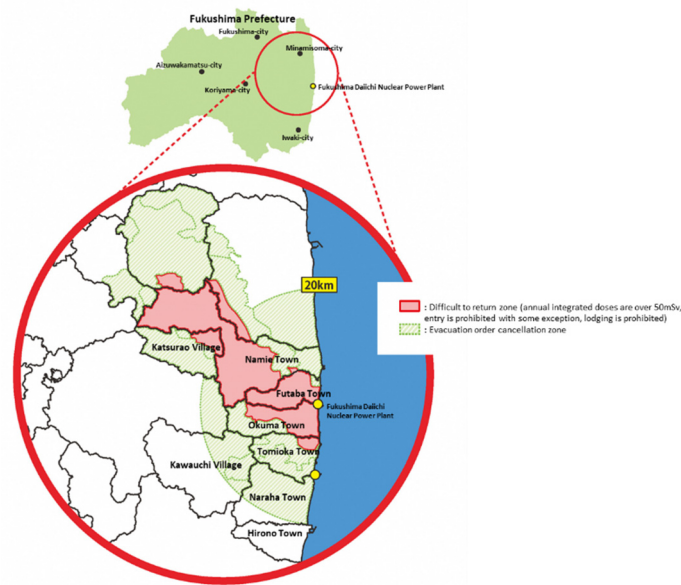 Fukushima Prefecture
Fukushima-city
Minamisoma-city
Aizuwakamatsu-city
Koriyama-city
Fukushima Daiichi Nuclear Power Plant
Iwaki-city
20km
: Difficult to return zone (annual integrated doses are over 50mSv,
entry is prohibited with some exception, lodging is prohibited)
: Evacuation order cancellation zone
Katsurao Village
Namie Town
Futaba Town
Fukushima Daiichi
Nuclear Power Plant
Okuma Town
Tomioka Town
Kawauchi Village
Naraha Town
Hirono Town